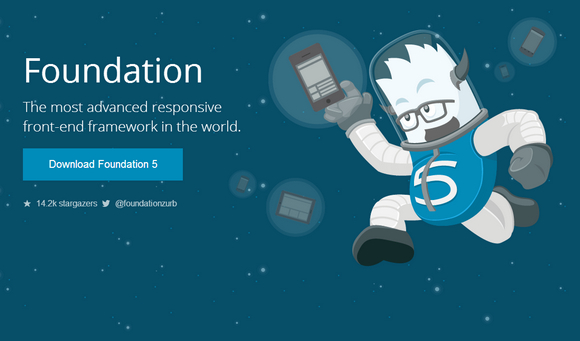 Foundation
The most advanced responsive
front-end framework in the world.
Download Foundation 5
14.2k stargazers @foundationzurb
5